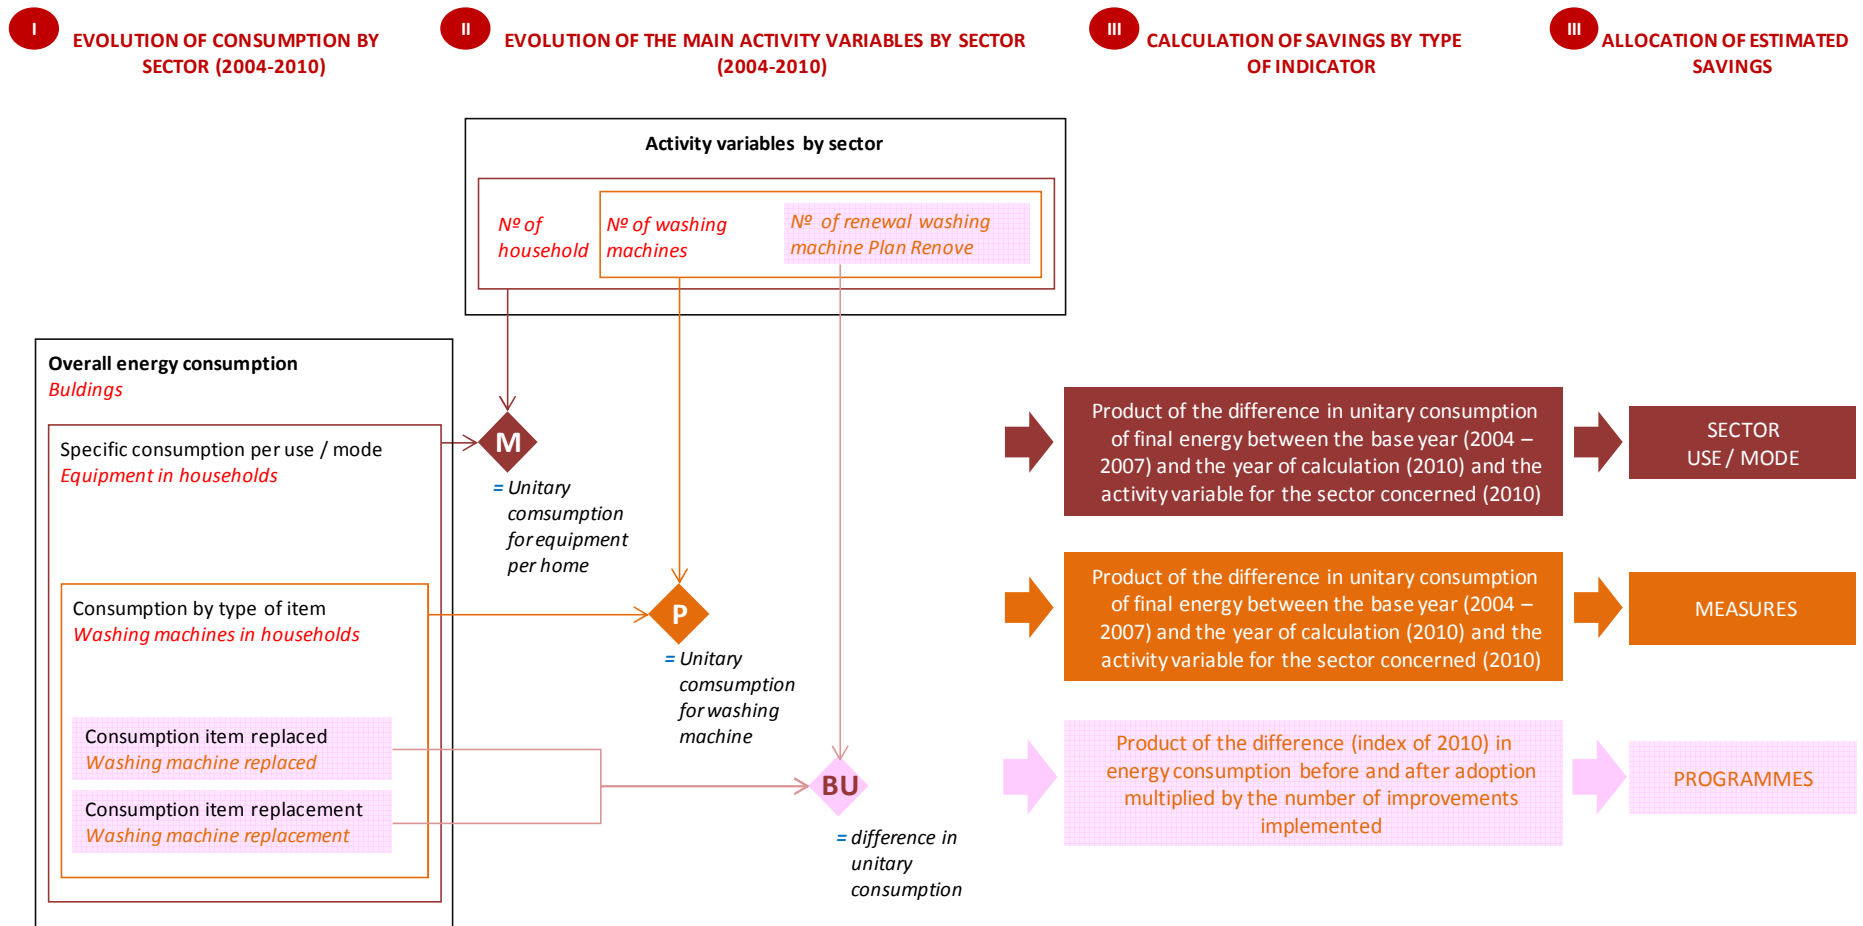 I
EVOLUTION OF CONSUMPTION BY
SECTOR (2004-2010)
II
EVOLUTION OF THE MAIN ACTIVITY VARIABLES BY SECTOR
(2004-2010)
III
CALCULATION OF SAVINGS BY TYPE
OF INDICATOR
III
ALLOCATION OF ESTIMATED
SAVINGS
Activity variables by sector
Nº of
household
Nº of washing
machines
Nº of renewal washing
machine Plan Renove
Overall energy consumption
Buldings
Specific consumption per use / mode
Equipment in households
M
= Unitary
comsumption
for equipment
per home
Consumption by type of item
Washing machines in households
P
= Unitary
comsumption
for washing
machine
Consumption item replaced
Washing machine replaced
Consumption item replacement
Washing machine replacement
BU
= difference in
unitary
consumption
Product of the difference in unitary consumption
of final energy between the base year (2004 –
2007) and the year of calculation (2010) and the
activity variable for the sector concerned (2010)
SECTOR
USE / MODE
Product of the difference in unitary consumption
of final energy between the base year (2004 –
2007) and the year of calculation (2010) and the
activity variable for the sector concerned (2010)
MEASURES
Product of the difference (index of 2010) in
energy consumption before and after adoption
multiplied by the number of improvements
implemented
PROGRAMMES